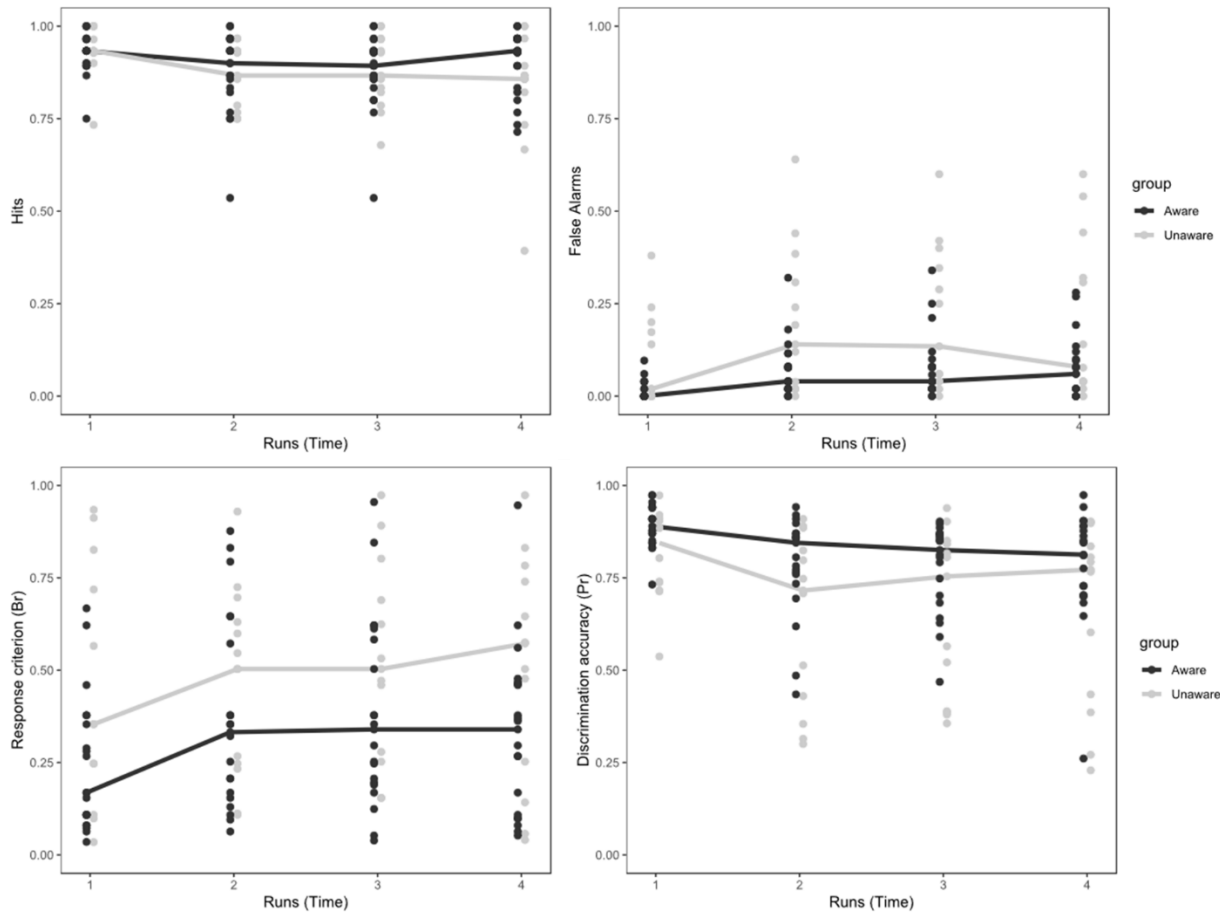 1.00
0.75
0.50
0.25
0.00
Hits
1 2 3 4
Runs (Time)
1.00
0.75
0.50
0.25
0.00
False Alarms
1 2 3 4
Runs (Time)
group
Aware
Unaware
1.00
0.75
0.50
0.25
0.00
Response criterion (Br)
1 2 3 4
Runs (Time)
1.00
0.75
0.50
0.25
0.00
Discrimination accuracy (Pr)
1 2 3 4
Runs (Time)
group
Aware
Unaware